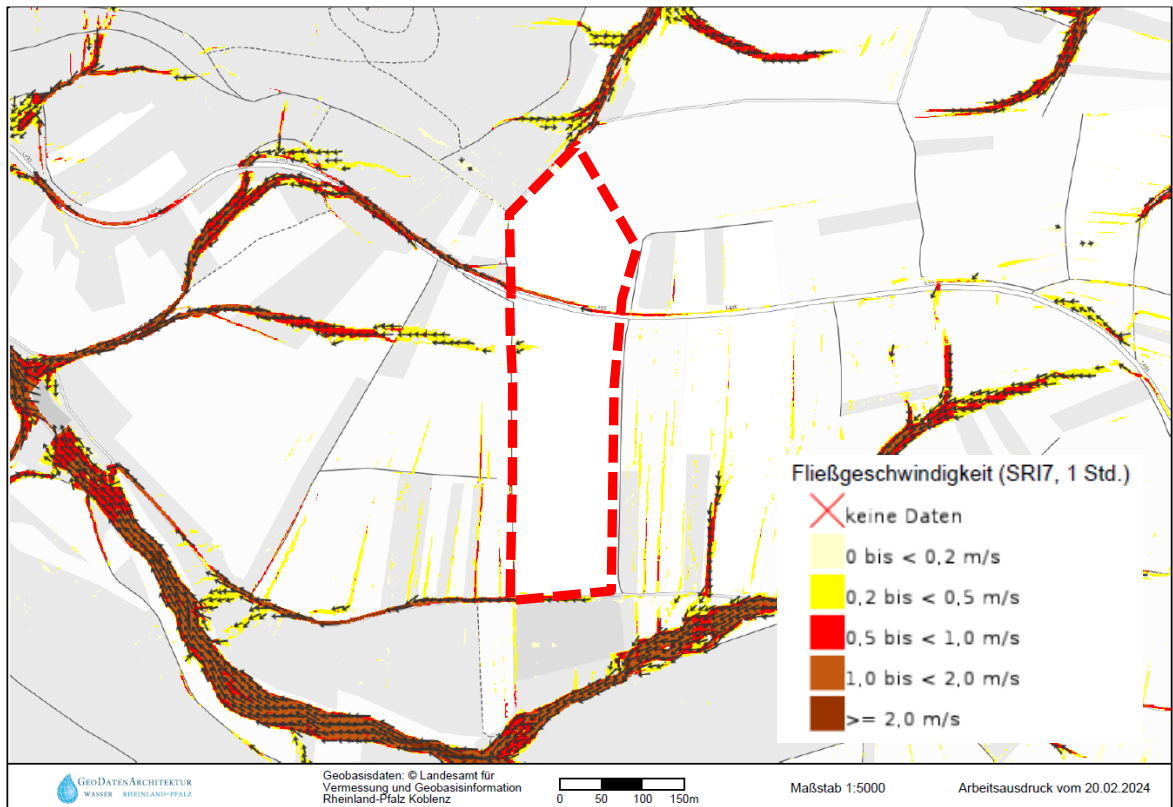 Fließgeschwindigkeit (SRI7, 1 Std.)
keine Daten
0 bis < 0,2 m/s
0,2 bis < 0,5 m/s
0,5 bis < 1,0 m/s
1,0 bis < 2,0 m/s
>= 2,0 m/s
GEODATENARCHITEKTUR
WASSER RHEINLAND-PFALZ
Geobasisdaten: © Landesamt für
Vermessung und Geobasisinformation
Rheinland-Pfalz Koblenz
0 50 100 150m
Maßstab 1:5000
Arbeitsausdruck vom 20.02.2024